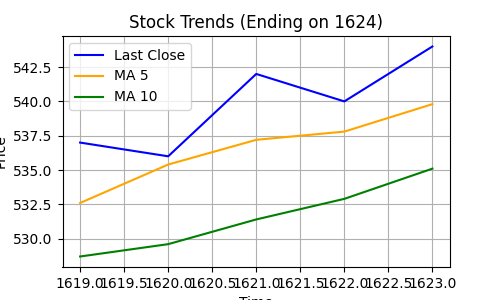 Stock Trends (Ending on 1624)
Last Close
MA 5
MA 10
542.5
540.0
537.5
535.0
532.5
530.0
Price
1619.0 1619.5 1620.0 1620.5 1621.0 1621.5 1622.0 1622.5 1623.0
Time